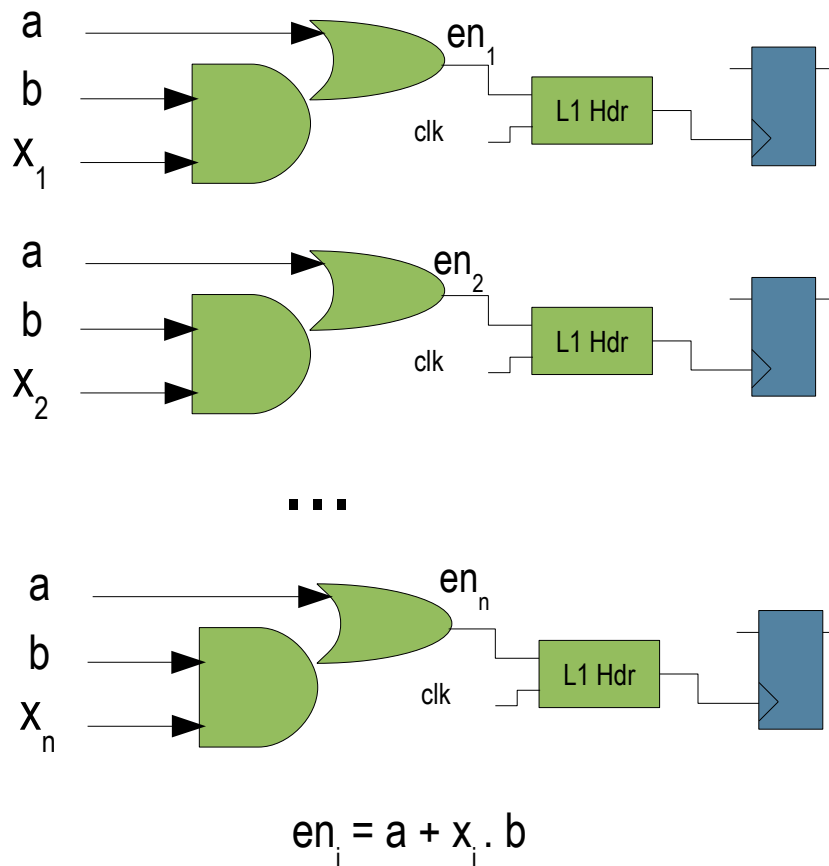 a
en₁
b
L1 Hdr
clk
x₁
a
en₂
b
L1 Hdr
clk
x₂
...
a
enₙ
b
L1 Hdr
clk
xₙ
enᵢ = a + xᵢ . b